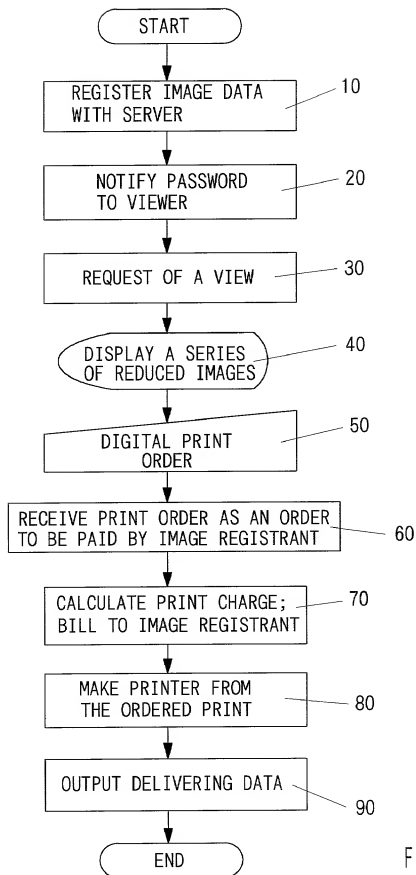 START
REGISTER IMAGE DATA
WITH SERVER
10
NOTIFY PASSWORD
TO VIEWER
20
REQUEST OF A VIEW
30
DISPLAY A SERIES
OF REDUCED IMAGES
40
DIGITAL PRINT
ORDER
50
RECEIVE PRINT ORDER AS AN ORDER
TO BE PAID BY IMAGE REGISTRANT
60
CALCULATE PRINT CHARGE;
BILL TO IMAGE REGISTRANT
70
MAKE PRINTER FROM
THE ORDERED PRINT
80
OUTPUT DELIVERING DATA
90
END
F